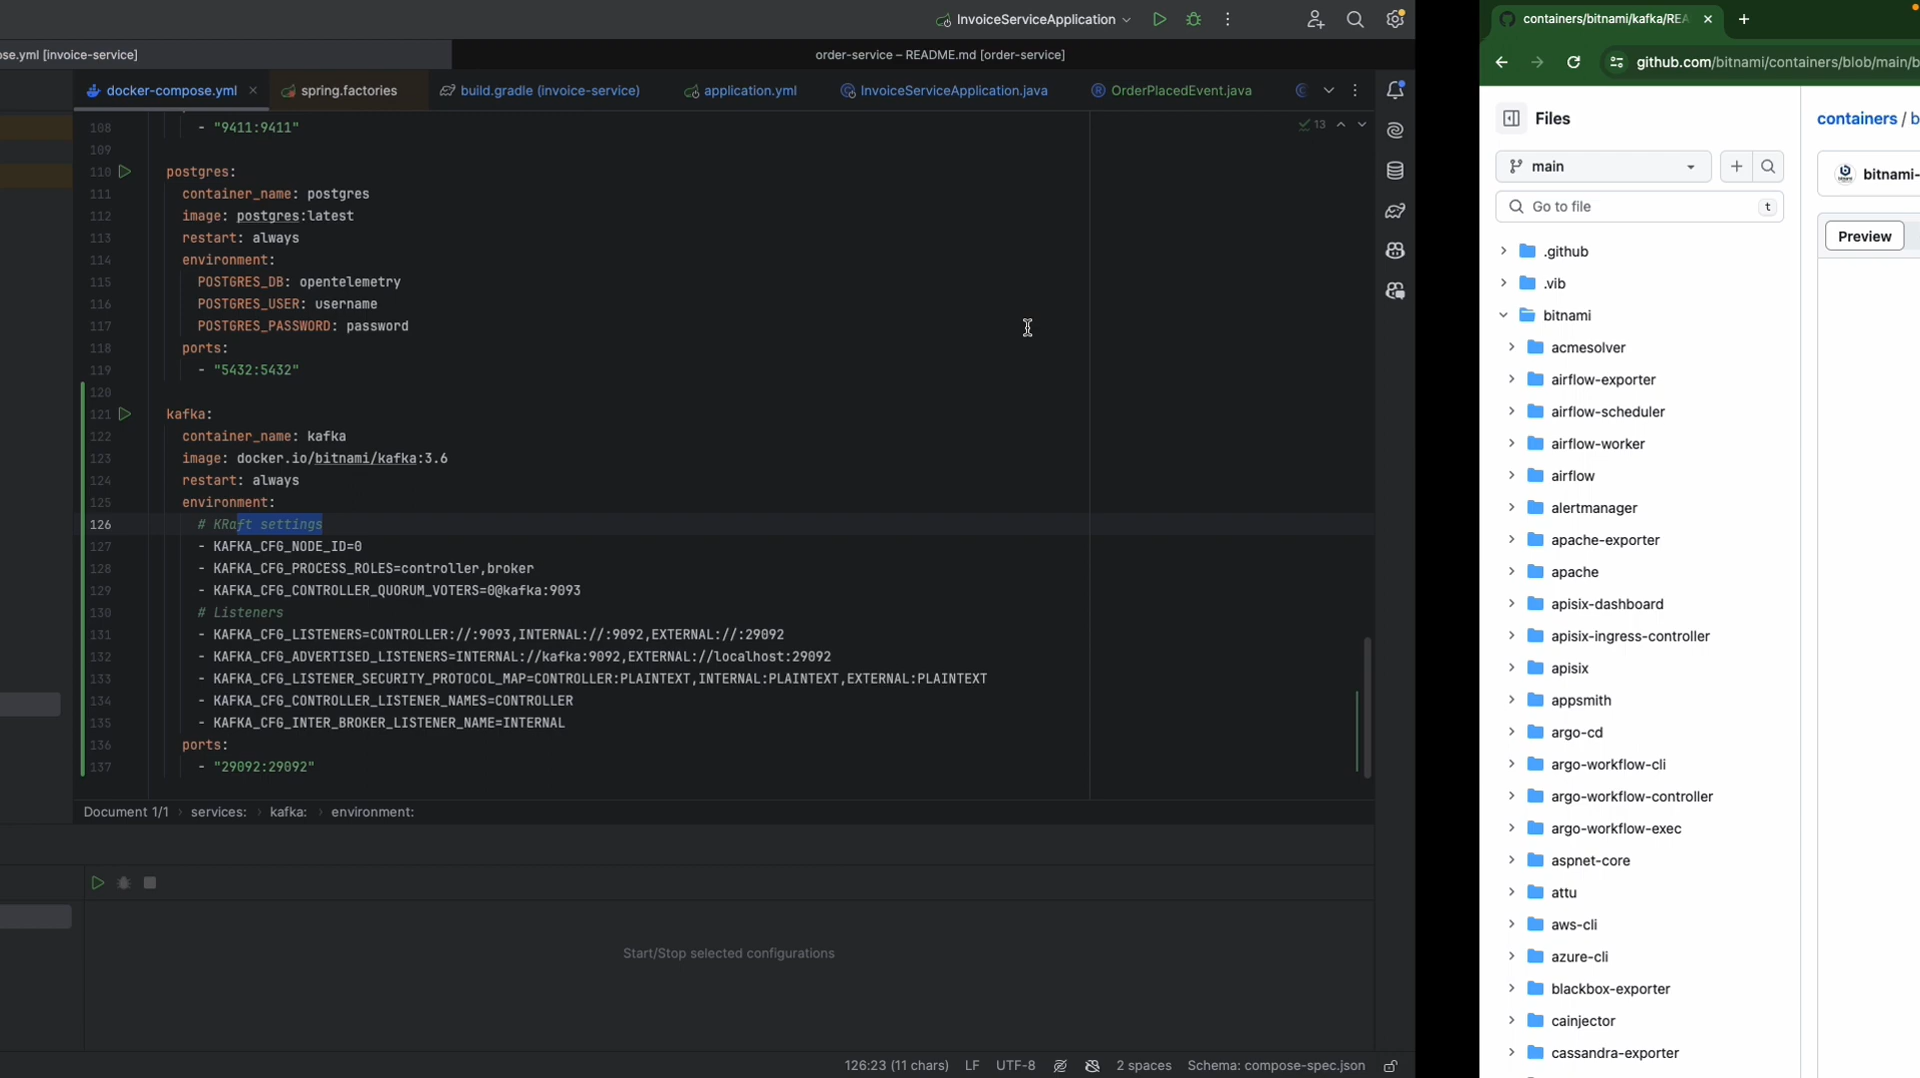 InvoiceServiceApplication
se.yml [invoice-service]
order-service – README.md [order-service]
docker-compose.yml
spring.factories
build.gradle (invoice-service)
application.yml
InvoiceServiceApplication.java
OrderPlacedEvent.java
13
108 - "9411:9411"
109
110 postgres:
111 container_name: postgres
112 image: postgres:latest
113 restart: always
114 environment:
115 POSTGRES_DB: opentelemetry
116 POSTGRES_USER: username
117 POSTGRES_PASSWORD: password
118 ports:
119 - "5432:5432"
120
121 kafka:
122 container_name: kafka
123 image: docker.io/bitnami/kafka:3.6
124 restart: always
125 environment:
126 # KRaft settings
127 - KAFKA_CFG_NODE_ID=0
128 - KAFKA_CFG_PROCESS_ROLES=controller,broker
129 - KAFKA_CFG_CONTROLLER_QUORUM_VOTERS=0@kafka:9093
130 # Listeners
131 - KAFKA_CFG_LISTENERS=CONTROLLER://:9093,INTERNAL://:9092,EXTERNAL://:29092
132 - KAFKA_CFG_ADVERTISED_LISTENERS=INTERNAL://kafka:9092,EXTERNAL://localhost:29092
133 - KAFKA_CFG_LISTENER_SECURITY_PROTOCOL_MAP=CONTROLLER:PLAINTEXT,INTERNAL:PLAINTEXT,EXTERNAL:PLAINTEXT
134 - KAFKA_CFG_CONTROLLER_LISTENER_NAMES=CONTROLLER
135 - KAFKA_CFG_INTER_BROKER_LISTENER_NAME=INTERNAL
136 ports:
137 - "29092:29092"
Document 1/1 › services: › kafka: › environment:
Start/Stop selected configurations
126:23 (11 chars) LF UTF-8 2 spaces Schema: compose-spec.json
containers/bitnami/kafka/REA
github.com/bitnami/containers/blob/main/b
Files
main
Go to file
t
.github
.vib
bitnami
acmesolver
airflow-exporter
airflow-scheduler
airflow-worker
airflow
alertmanager
apache-exporter
apache
apisix-dashboard
apisix-ingress-controller
apisix
appsmith
argo-cd
argo-workflow-cli
argo-workflow-controller
argo-workflow-exec
aspnet-core
attu
aws-cli
azure-cli
blackbox-exporter
cainjector
cassandra-exporter
containers / b
bitnami-
Preview